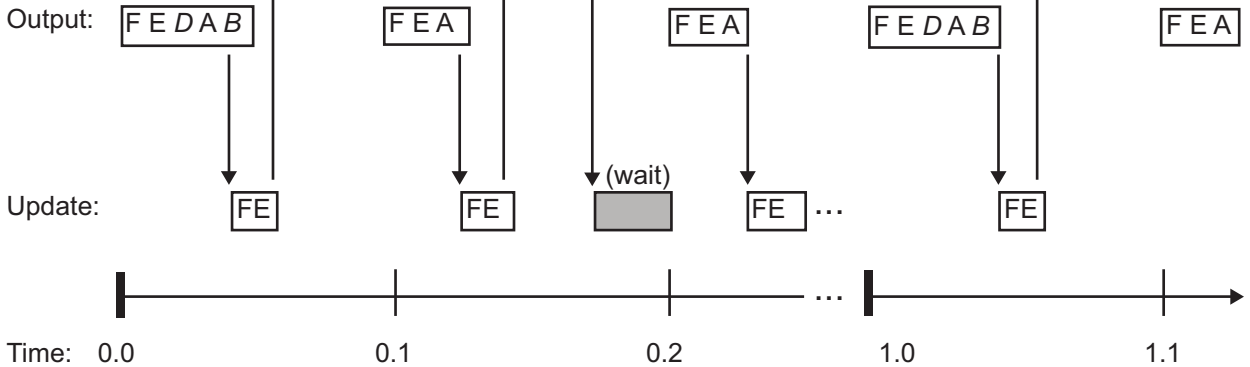 Output: F E D A B F E A F E A F E D A B F E A
(wait)
Update: FE FE FE ... FE
...
Time: 0.0 0.1 0.2 1.0 1.1